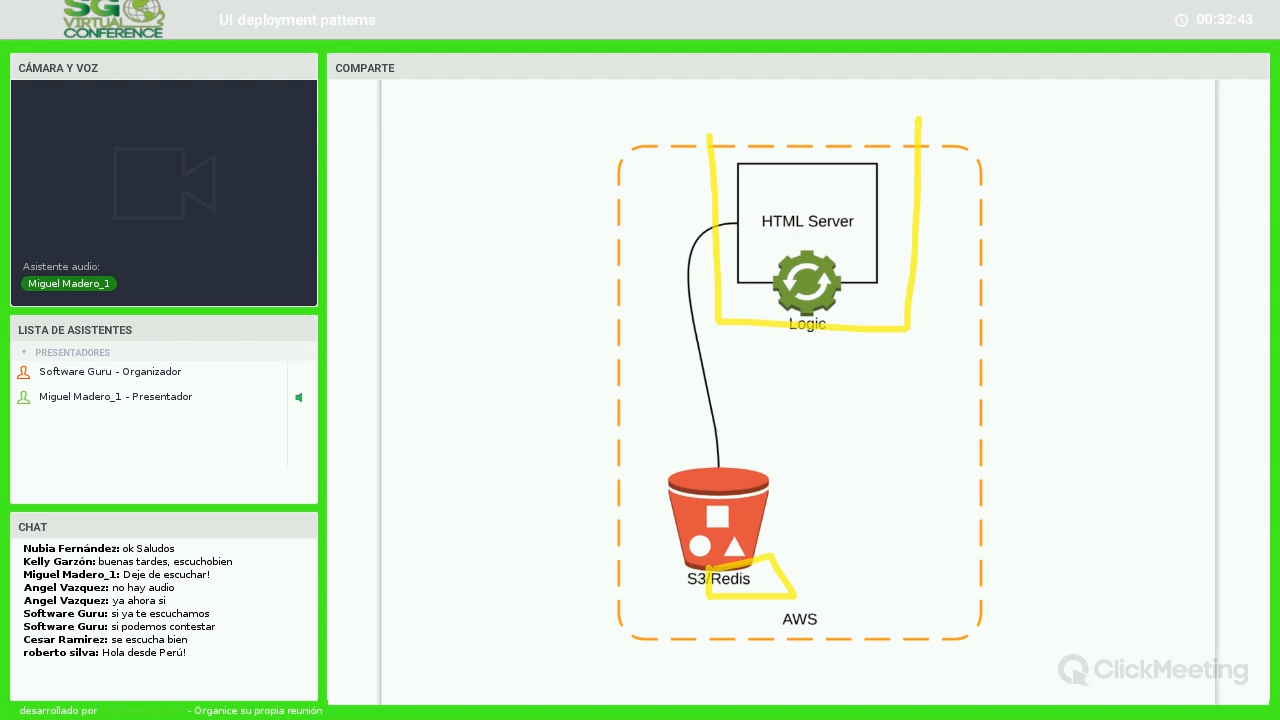 SG
VIRTUAL
CONFERENCE
UI deployment patterns
00:32:43
CÁMARA Y VOZ
Asistente audio:
Miguel Madero_1
LISTA DE ASISTENTES
PRESENTADORES
Software Guru - Organizador
Miguel Madero_1 - Presentador
CHAT
Nubia Fernández: ok Saludos
Kelly Garzón: buenas tardes, escuchobien
Miguel Madero_1: Deje de escuchar!
Angel Vazquez: no hay audio
Angel Vazquez: ya ahora si
Software Guru: si ya te escuchamos
Software Guru: si podemos contestar
Cesar Ramirez: se escucha bien
roberto silva: Hola desde Perú!
desarrollado por - Organice su propia reunión
COMPARTE
HTML Server
Logic
S3/Redis
AWS
ClickMeeting